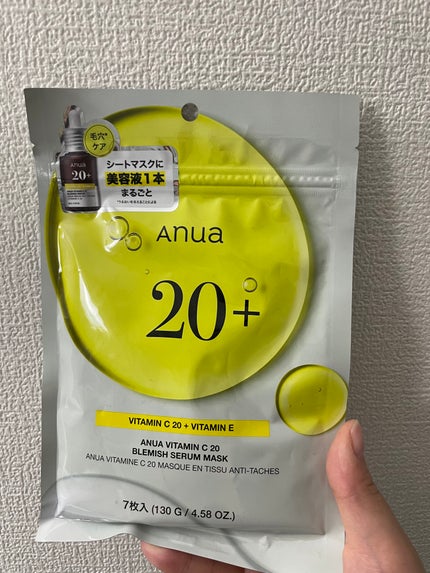 毛穴*
ケア
ANUA
20+
シートマスクに
美容液1本
まるごと
Anua
20+
VITAMIN C 20 + VITAMIN E
ANUA VITAMIN C 20
BLEMISH SERUM MASK
ANUA VITAMINE C 20 MASQUE EN TISSU ANTI-TACHES
7枚入 (130 G / 4.58 OZ.)